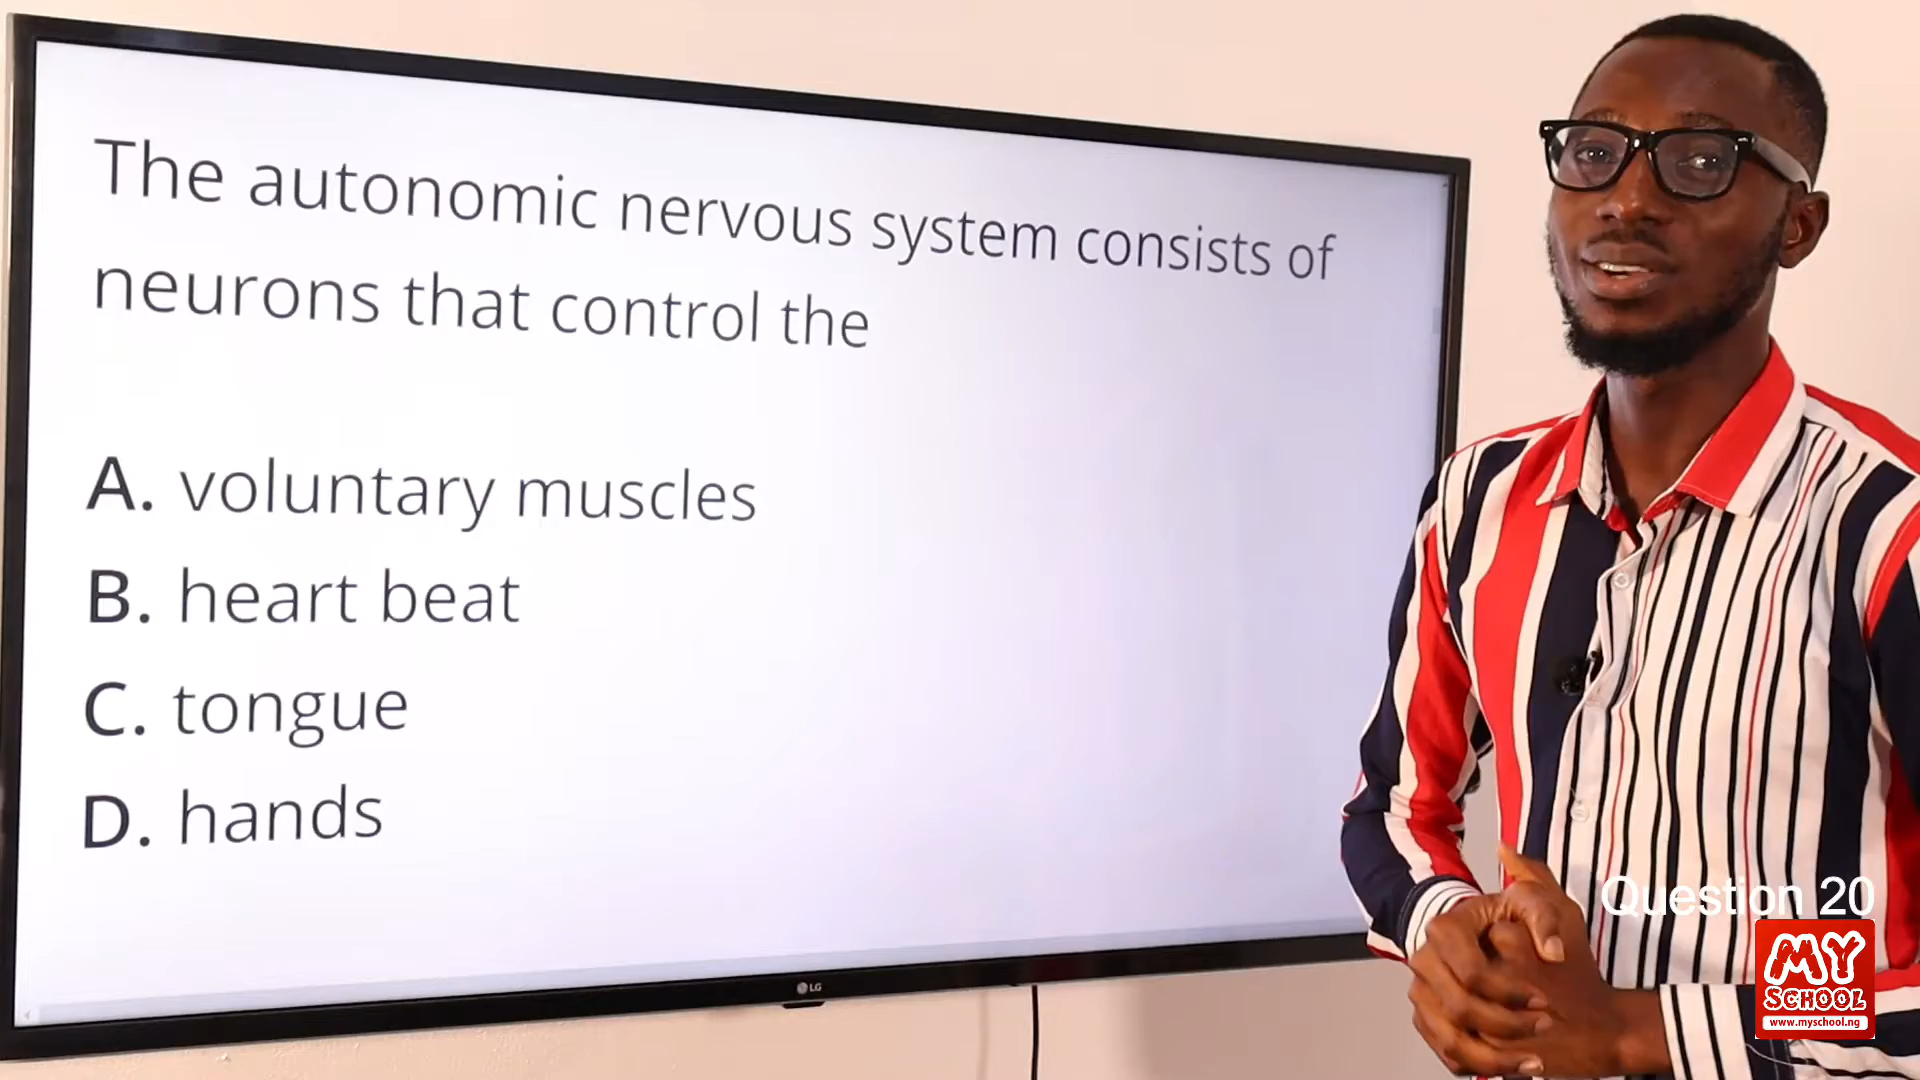 The autonomic nervous system consists of
neurons that control the
A. voluntary muscles
B. heart beat
C. tongue
D. hands
LG
Question 20
MY
SCHOOL
www.myschool.ng